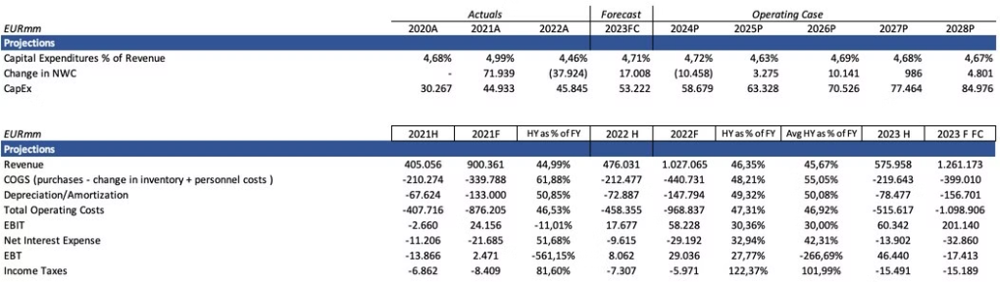 Actuals Forecast Operating Case
EURmm 2020A 2021A 2022A 2023FC 2024P 2025P 2026P 2027P 2028P
Projections
Capital Expenditures % of Revenue 4,68% 4,99% 4,46% 4,71% 4,72% 4,63% 4,69% 4,68% 4,67%
Change in NWC - 71.939 (37.924) 17.008 (10.458) 3.275 10.141 986 4.801
CapEx 30.267 44.933 45.845 53.222 58.679 63.328 70.526 77.464 84.976
EURmm 2021H 2021F HY as % of FY 2022 H 2022F HY as % of FY Avg HY as % of FY 2023 H 2023 F FC
Projections
Revenue 405.056 900.361 44,99% 476.031 1.027.065 46,35% 45,67% 575.958 1.261.173
COGS (purchases - change in inventory + personnel costs ) -210.274 -339.788 61,88% -212.477 -440.731 48,21% 55,05% -219.643 -399.010
Depreciation/Amortization -67.624 -133.000 50,85% -72.887 -147.794 49,32% 50,08% -78.477 -156.701
Total Operating Costs -407.716 -876.205 46,53% -458.355 -968.837 47,31% 46,92% -515.617 -1.098.906
EBIT -2.660 24.156 -11,01% 17.677 58.228 30,36% 30,00% 60.342 201.140
Net Interest Expense -11.206 -21.685 51,68% -9.615 -29.192 32,94% 42,31% -13.902 -32.860
EBT -13.866 2.471 -561,15% 8.062 29.036 27,77% -266,69% 46.440 -17.413
Income Taxes -6.862 -8.409 81,60% -7.307 -5.971 122,37% 101,99% -15.491 -15.189